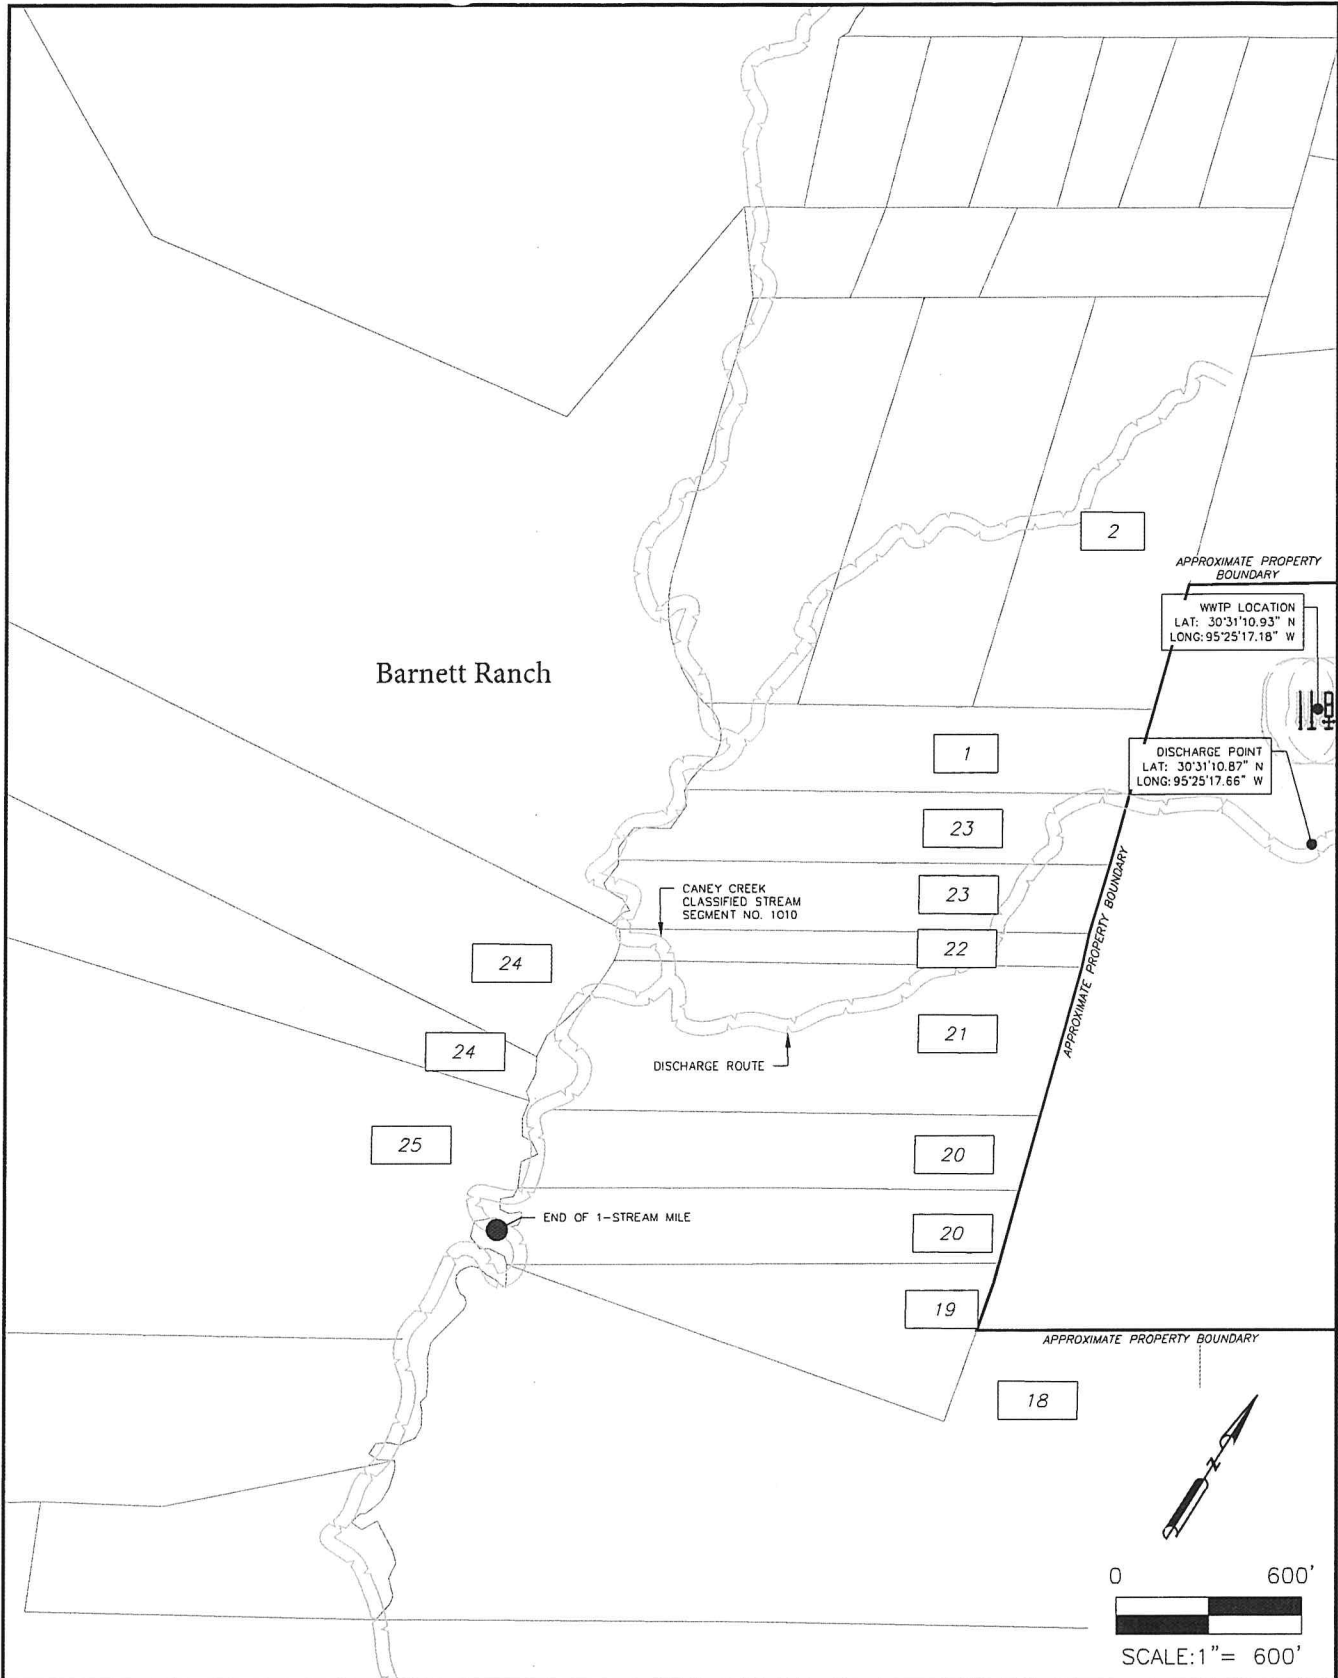 2
APPROXIMATE PROPERTY
BOUNDARY
WWTP LOCATION
LAT: 30°31'10.93" N
LONG: 95°25'17.18" W
Barnett Ranch
1
DISCHARGE POINT
LAT: 30°31'10.87" N
LONG: 95°25'17.66" W
23
CANEY CREEK
CLASSIFIED STREAM
SEGMENT NO. 1010
23
APPROXIMATE PROPERTY BOUNDARY
22
24
21
24
DISCHARGE ROUTE
25
20
END OF 1-STREAM MILE
20
19
APPROXIMATE PROPERTY BOUNDARY
18
N
0 600'
SCALE: 1"= 600'